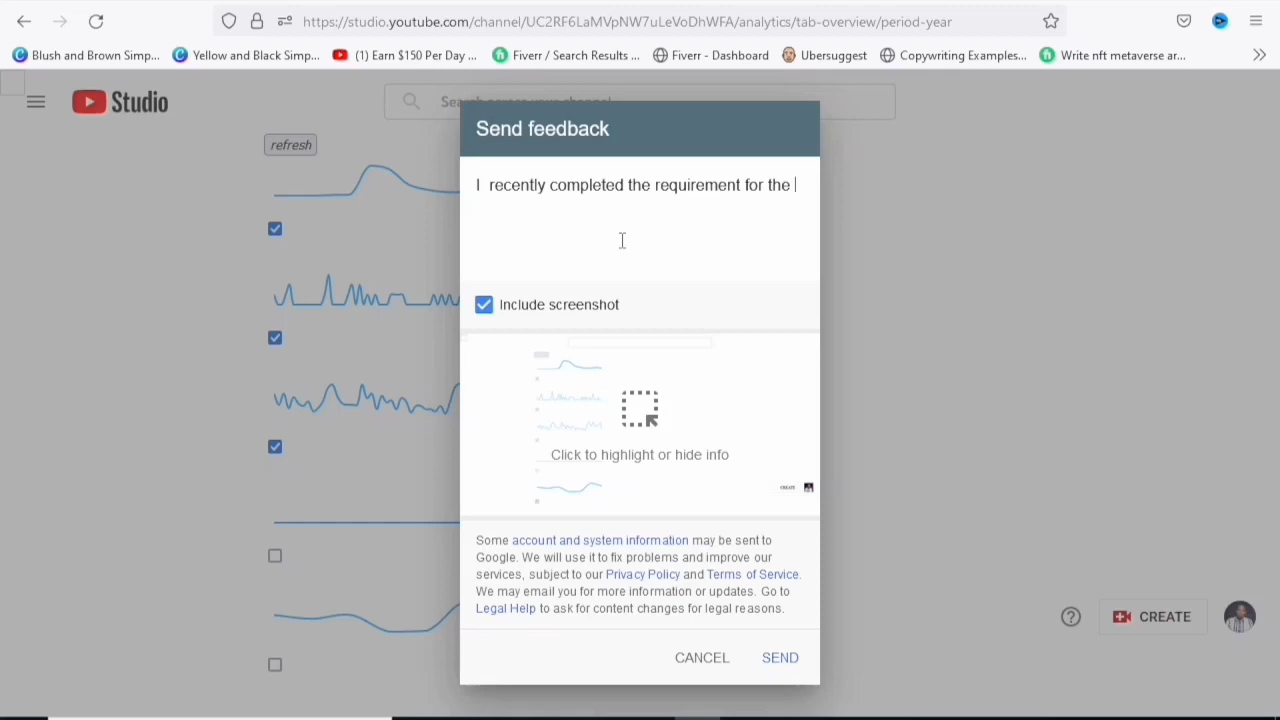 https://studio.youtube.com/channel/UC2RF6LaMVpNW7uLeVoDhWFA/analytics/tab-overview/period-year
Blush and Brown Simp...
Yellow and Black Simp...
(1) Earn $150 Per Day ...
Fiverr / Search Results ...
Fiverr - Dashboard
Ubersuggest
Copywriting Examples...
Write nft metaverse ar...
Studio
Search across your channel
refresh
Send feedback
I  recently completed the requirement for the
Include screenshot
Click to highlight or hide info
Some account and system information may be sent to
Google. We will use it to fix problems and improve our
services, subject to our Privacy Policy and Terms of Service.
We may email you for more information or updates. Go to
Legal Help to ask for content changes for legal reasons.
CANCEL
SEND
CREATE